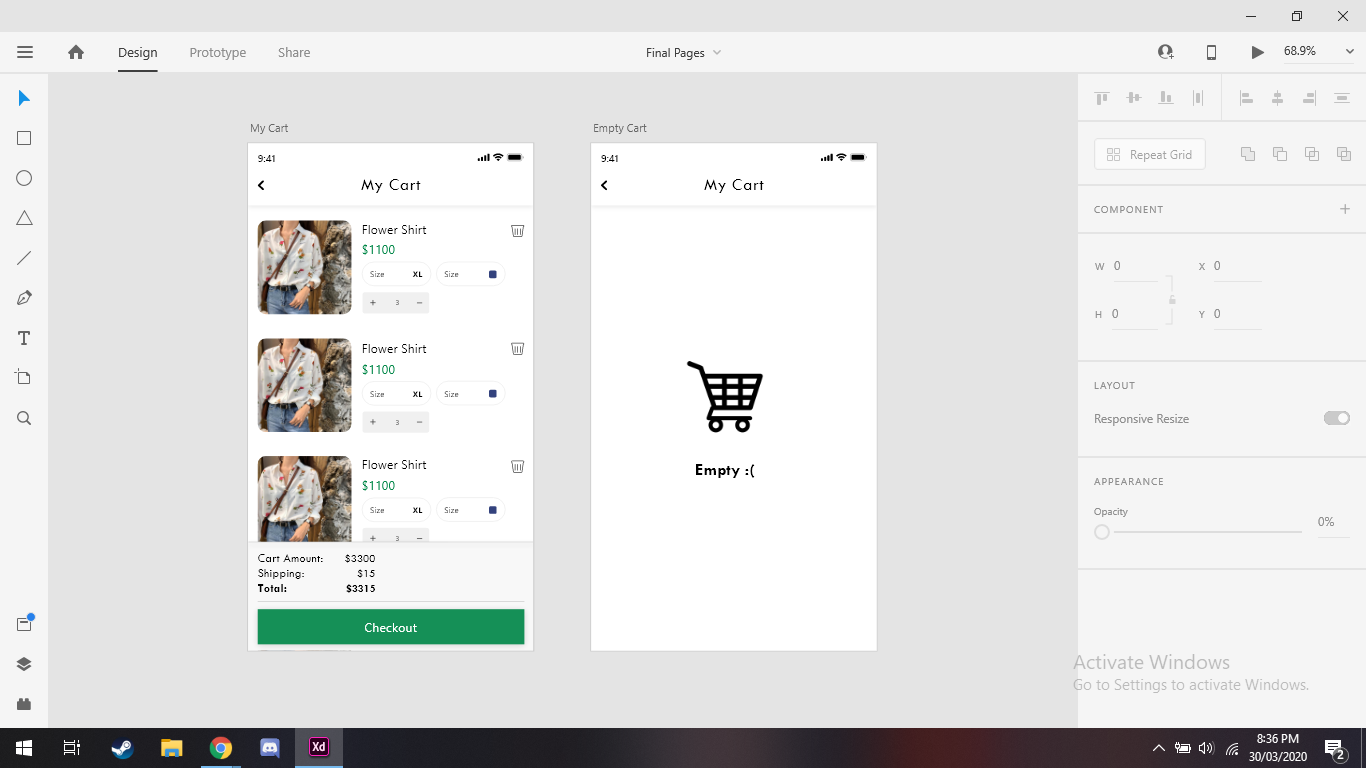 Design Prototype Share
Final Pages
68.9%
My Cart
9:41
My Cart
Flower Shirt
$1100
Size XL Size
+ 3 −
Flower Shirt
$1100
Size XL Size
+ 3 −
Flower Shirt
$1100
Size XL Size
+ 3 −
Cart Amount: $3300
Shipping: $15
Total: $3315
Checkout
Empty Cart
9:41
My Cart
Empty :(
Repeat Grid
COMPONENT
W 0 X 0
H 0 Y 0
LAYOUT
Responsive Resize
APPEARANCE
Opacity
0%
Activate Windows
Go to Settings to activate Windows.
Xd
8:36 PM
30/03/2020
2